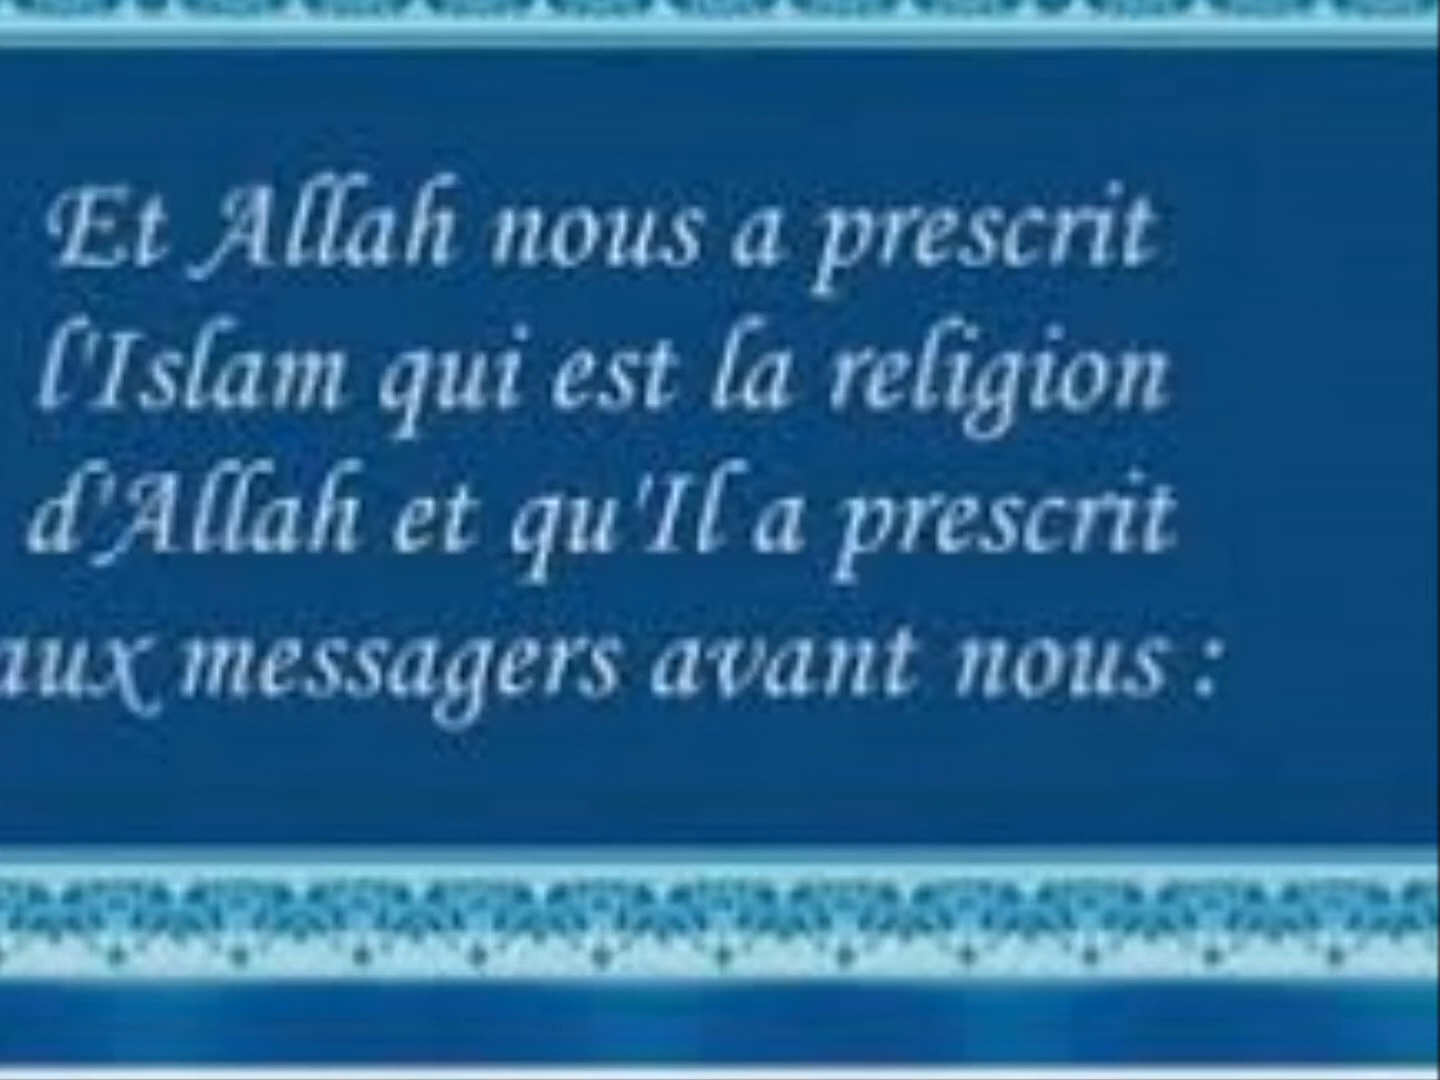 Et Allah nous a prescrit
l'Islam qui est la religion
d'Allah et qu'Il a prescrit
aux messagers avant nous :